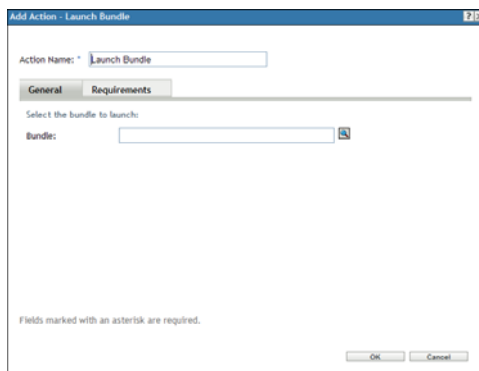 Add Action - Launch Bundle
Action Name: * Launch Bundle
General Requirements
Select the bundle to launch:
Bundle:
Fields marked with an asterisk are required.
OK Cancel